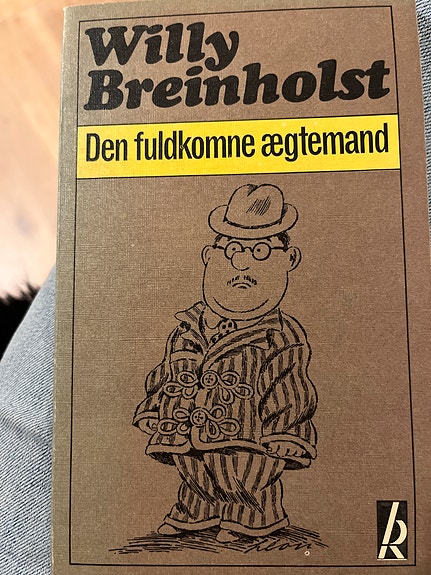 Willy
Breinholst
Den fuldkomne ægtemand